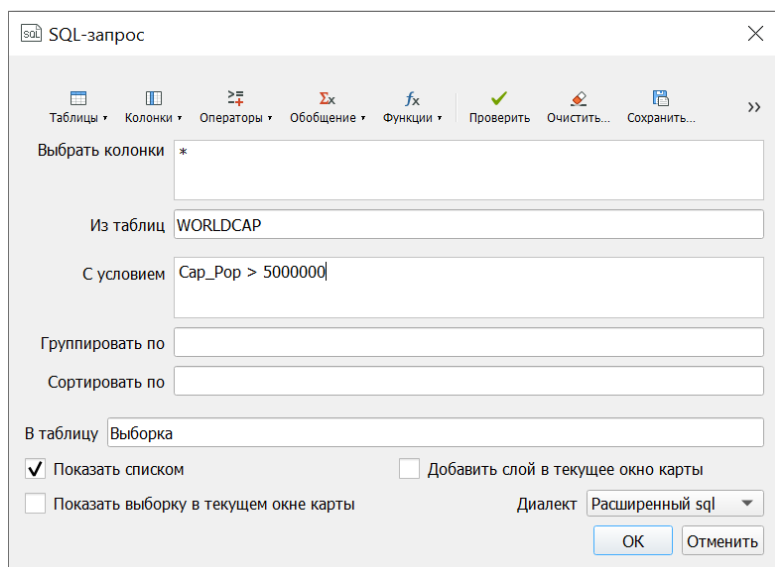 sql SQL-запрос
Таблицы Колонки Операторы Обобщение Функции Проверить Очистить... Сохранить... »
Выбрать колонки *
Из таблиц WORLDCAP
С условием Cap_Pop > 5000000
Группировать по
Сортировать по
В таблицу Выборка
Показать списком Добавить слой в текущее окно карты
Показать выборку в текущем окне карты Диалект Расширенный sql
OK Отменить